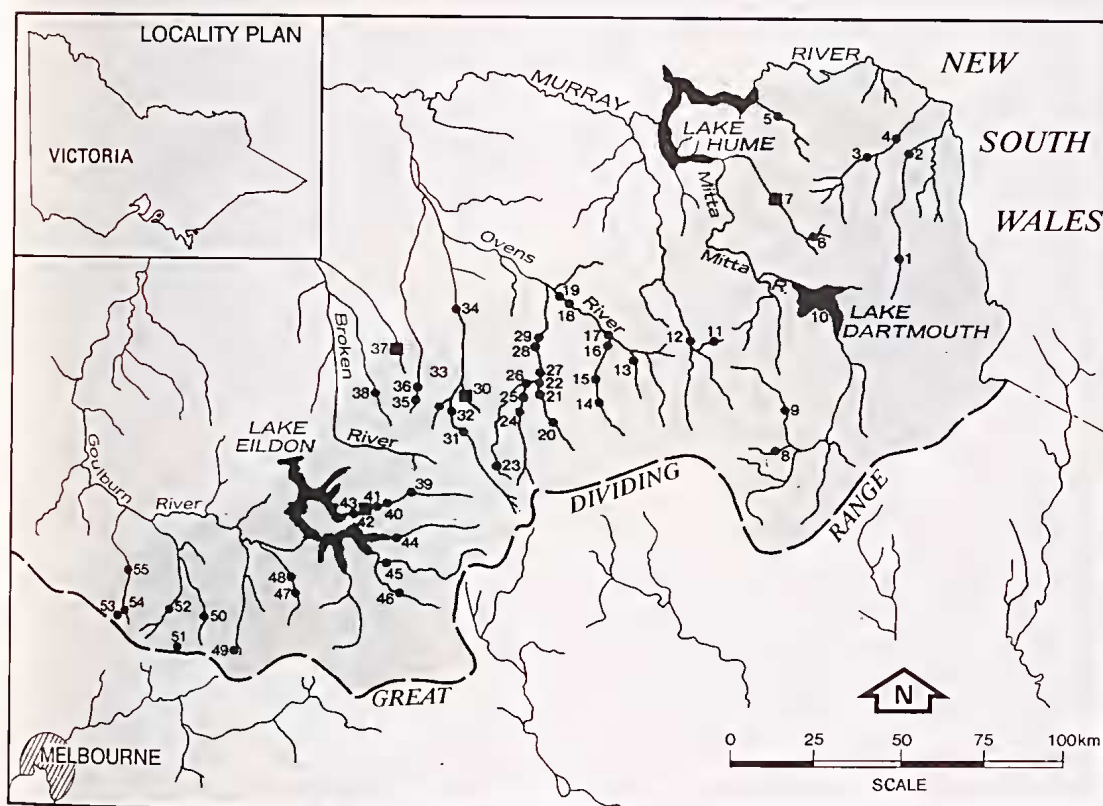 LOCALITY PLAN
VICTORIA
MURRAY
RIVER
NEW
SOUTH
WALES
LAKE
HUME
5
4
3
2
Mitta
7
6
1
Mitta
R.
10
LAKE
DARTMOUTH
Ovens
River
19
18
17
16
13
12
11
15
14
9
8
34
29
28
27
26
22
25
21
24
20
23
Broken
River
37
33
36
35
38
30
32
31
LAKE
EILDON
Goulburn
River
43
41
39
42
40
44
45
46
48
47
55
53
54
52
50
51
49
GREAT
DIVIDING
RANGE
MELBOURNE
N
0 25 50 75 100km
SCALE